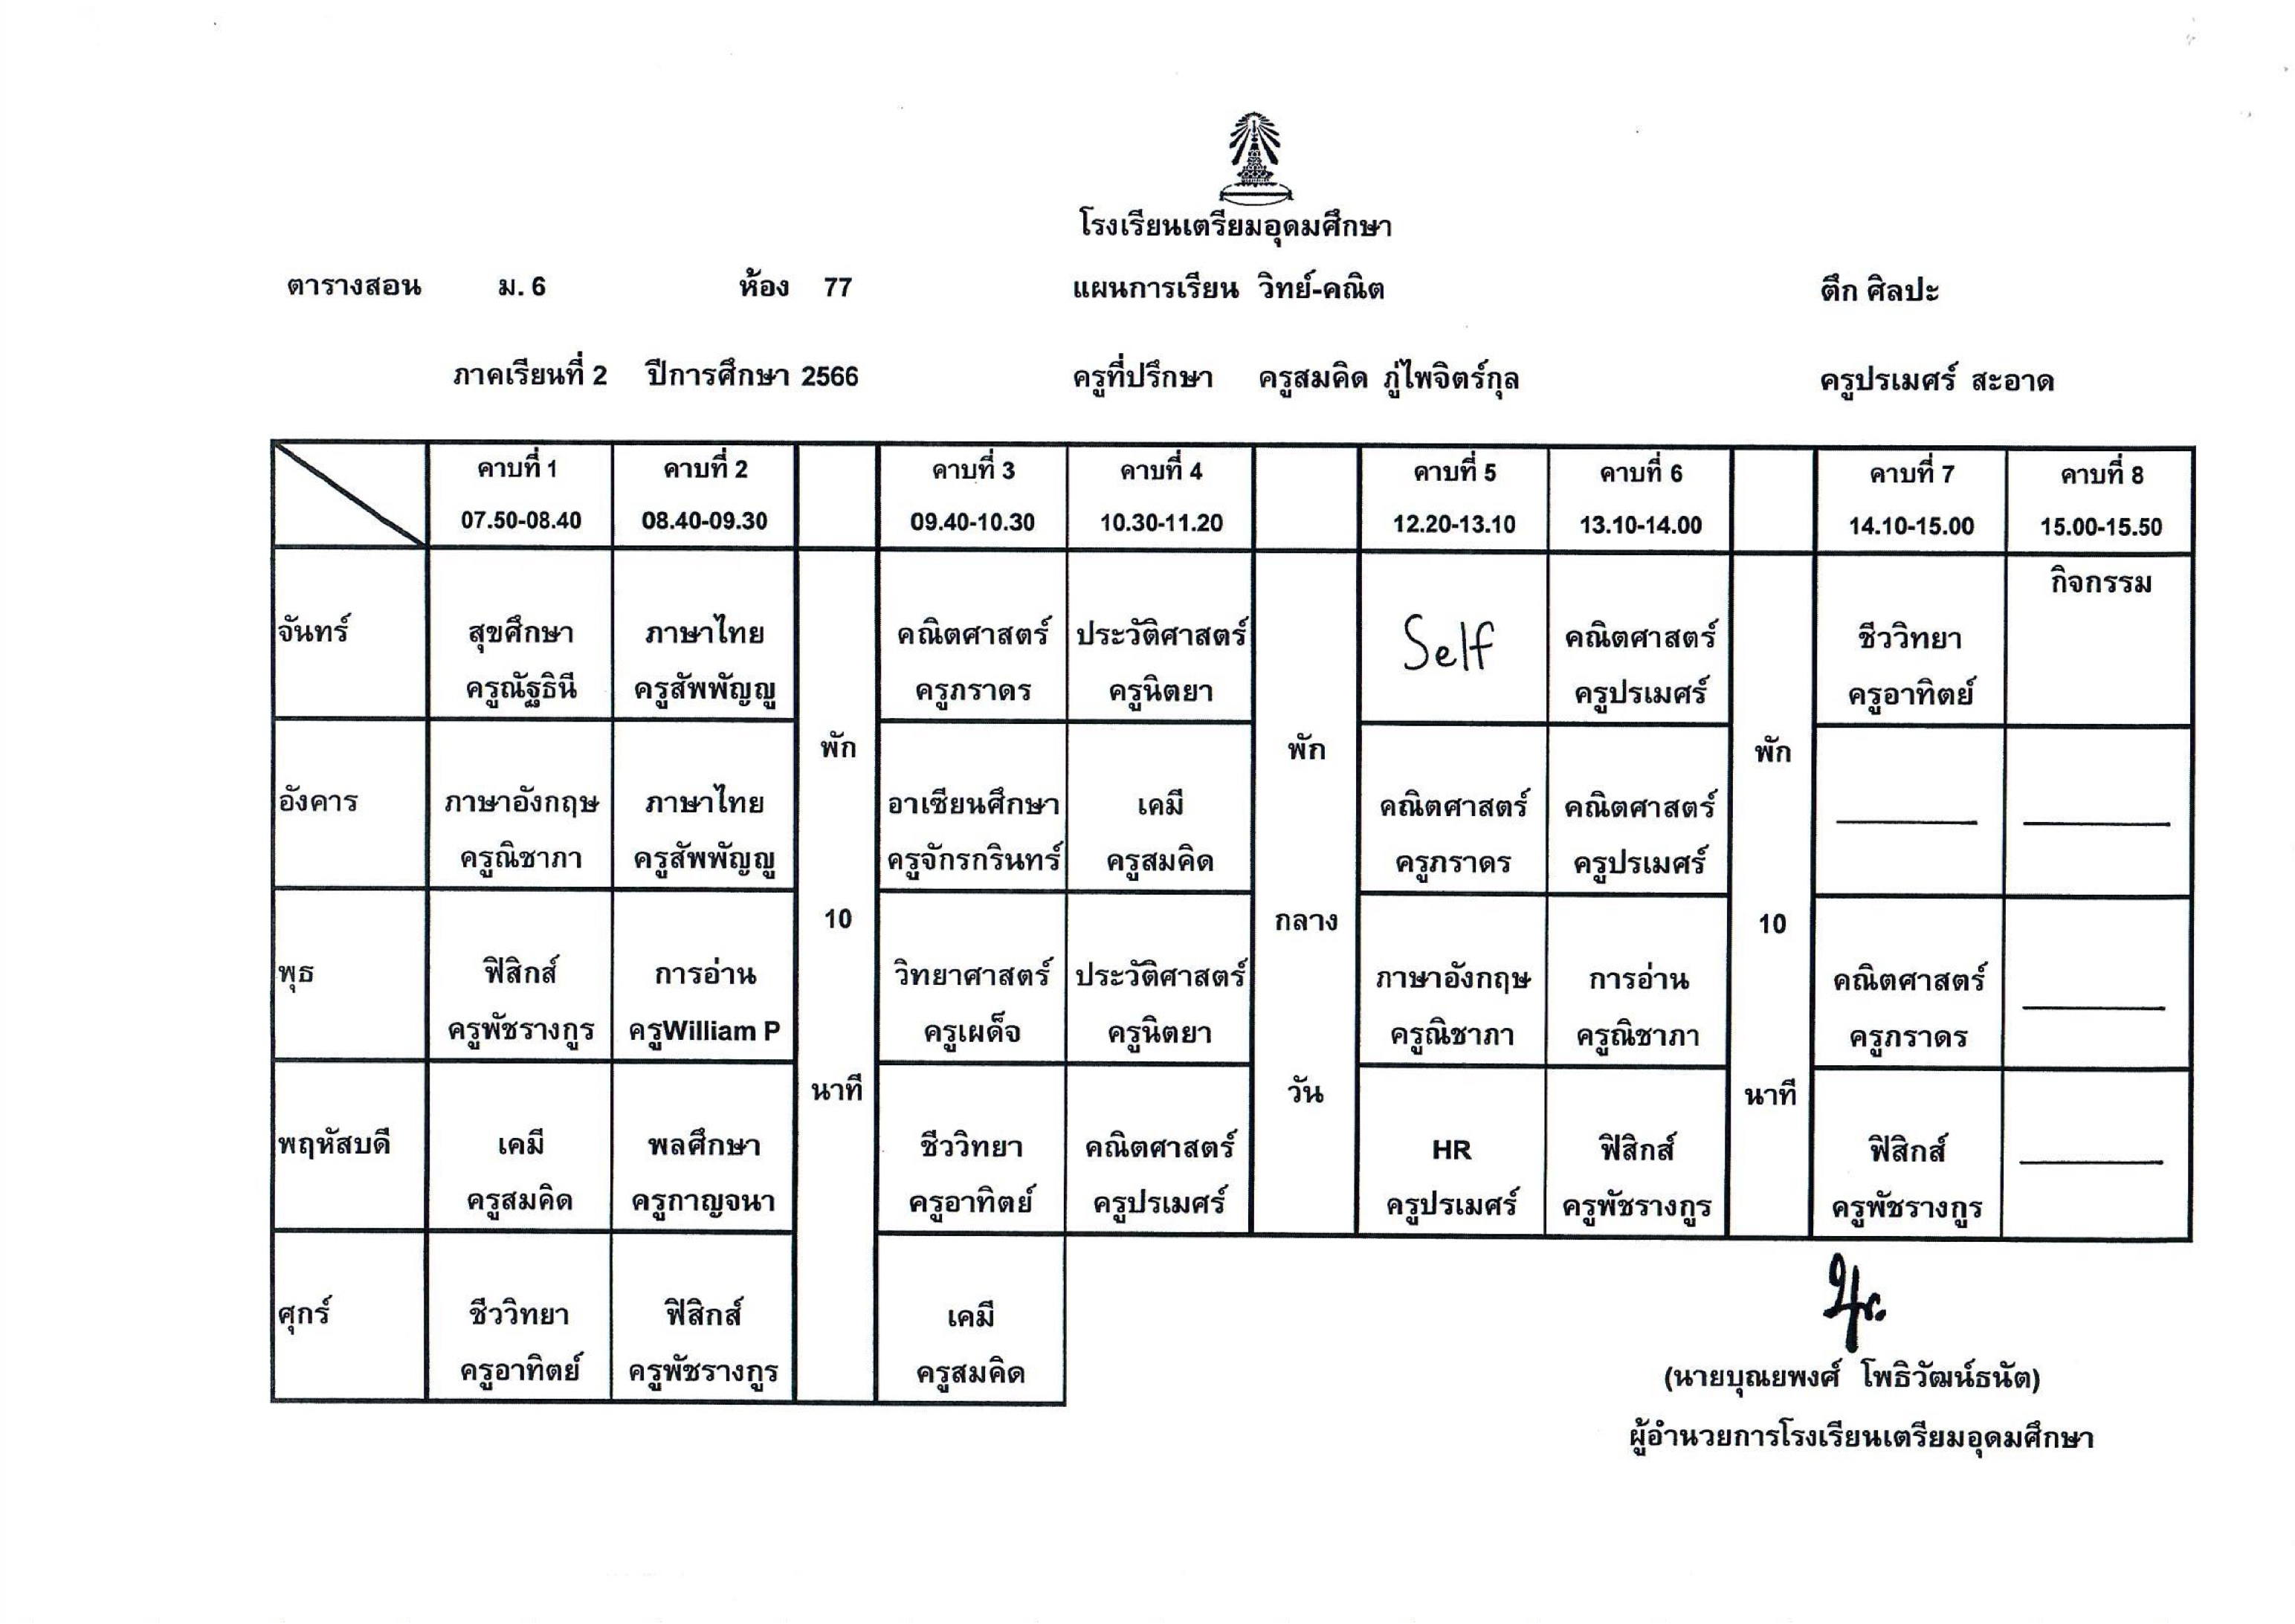 โรงเรียนเตรียมอุดมศึกษา
ตารางสอน ม. 6 ห้อง 77 แผนการเรียน วิทย์-คณิต ตึก ศิลปะ
ภาคเรียนที่ 2 ปีการศึกษา 2566 ครูที่ปรึกษา ครูสมคิด ภู่ไพจิตร์กุล ครูปรเมศร์ สะอาด
คาบที่ 1 คาบที่ 2 คาบที่ 3 คาบที่ 4 คาบที่ 5 คาบที่ 6 คาบที่ 7 คาบที่ 8
07.50-08.40 08.40-09.30 09.40-10.30 10.30-11.20 12.20-13.10 13.10-14.00 14.10-15.00 15.00-15.50
กิจกรรม
จันทร์ สุขศึกษา ภาษาไทย คณิตศาสตร์ ประวัติศาสตร์ Self คณิตศาสตร์ ชีววิทยา
ครูณัฐธินี ครูสัพพัญญู ครูภราดร ครูนิตยา ครูปรเมศร์ ครูอาทิตย์
พัก พัก พัก
อังคาร ภาษาอังกฤษ ภาษาไทย อาเซียนศึกษา เคมี คณิตศาสตร์ คณิตศาสตร์
ครูณิชาภา ครูสัพพัญญู ครูจักรกรินทร์ ครูสมคิด ครูภราดร ครูปรเมศร์
10 กลาง 10
พุธ ฟิสิกส์ การอ่าน วิทยาศาสตร์ ประวัติศาสตร์ ภาษาอังกฤษ การอ่าน คณิตศาสตร์
ครูพัชรางกูร ครูWilliam P ครูเผด็จ ครูนิตยา ครูณิชาภา ครูณิชาภา ครูภราดร
นาที วัน นาที
พฤหัสบดี เคมี พลศึกษา ชีววิทยา คณิตศาสตร์ HR ฟิสิกส์ ฟิสิกส์
ครูสมคิด ครูกาญจนา ครูอาทิตย์ ครูปรเมศร์ ครูปรเมศร์ ครูพัชรางกูร ครูพัชรางกูร
ศุกร์ ชีววิทยา ฟิสิกส์ เคมี
ครูอาทิตย์ ครูพัชรางกูร ครูสมคิด
(นายบุณยพงศ์ โพธิวัฒน์ธนัต)
ผู้อำนวยการโรงเรียนเตรียมอุดมศึกษา